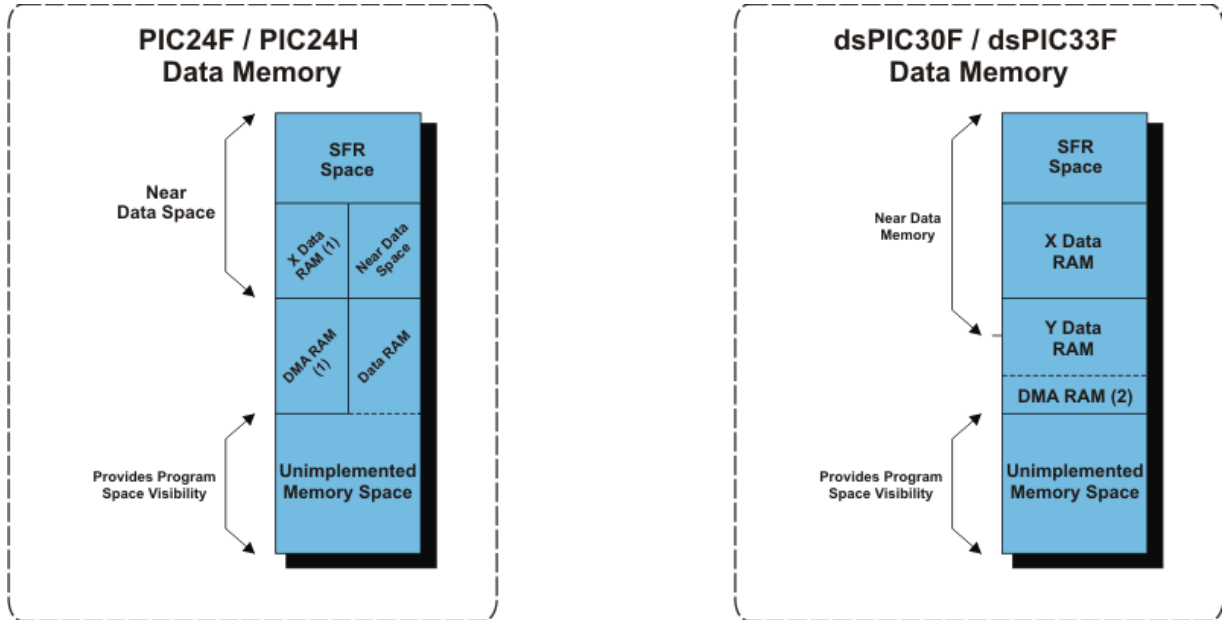 PIC24F / PIC24H
Data Memory
SFR
Space
Near
Data Space
X Data
RAM (1)
Near Data
Space
DMA RAM
(1)
Data RAM
Provides Program
Space Visibility
Unimplemented
Memory Space
dsPIC30F / dsPIC33F
Data Memory
SFR
Space
Near Data
Memory
X Data
RAM
Y Data
RAM
DMA RAM (2)
Provides Program
Space Visibility
Unimplemented
Memory Space